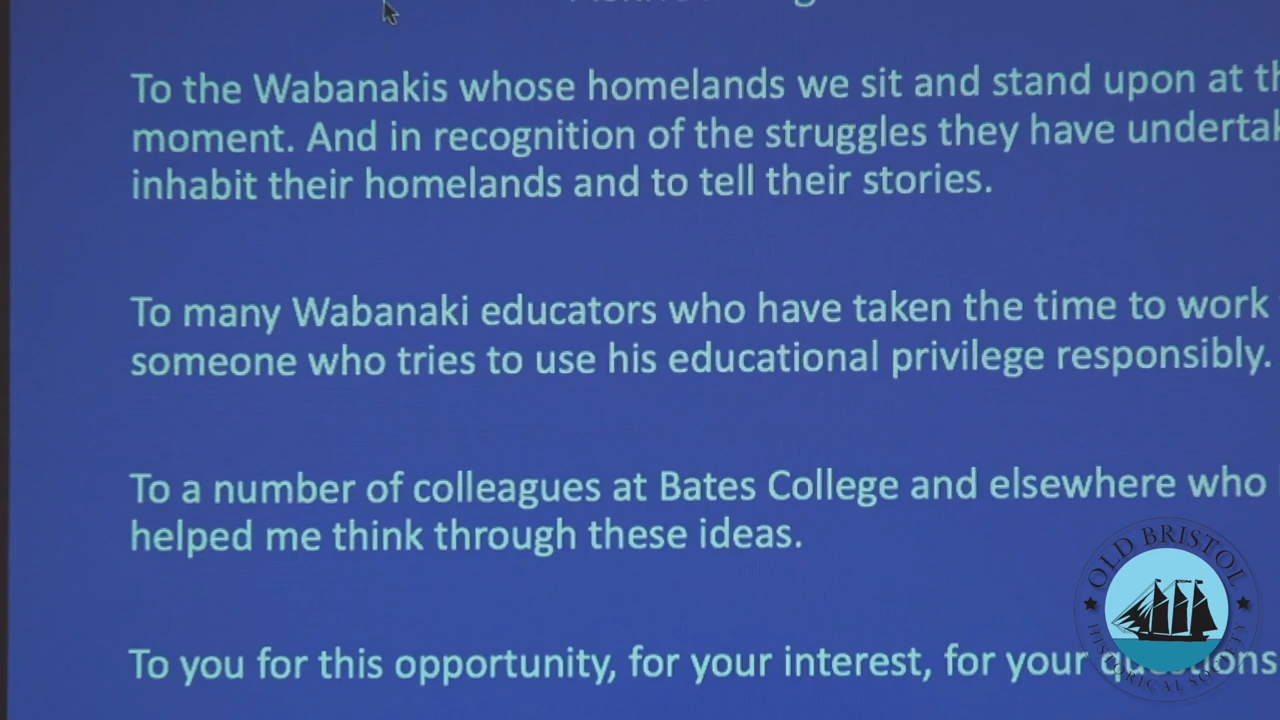 To the Wabanakis whose homelands we sit and stand upon at
moment. And in recognition of the struggles they have
inhabit their homelands and to tell their stories.
To many Wabanaki educators who have taken the time to work
someone who tries to use his educational privilege responsibly.
To a number of colleagues at Bates College and elsewhere who
helped me think through these ideas.
To you for this opportunity, for your interest, for your questions
OLD BRISTOL
HISTORICAL SOCIETY